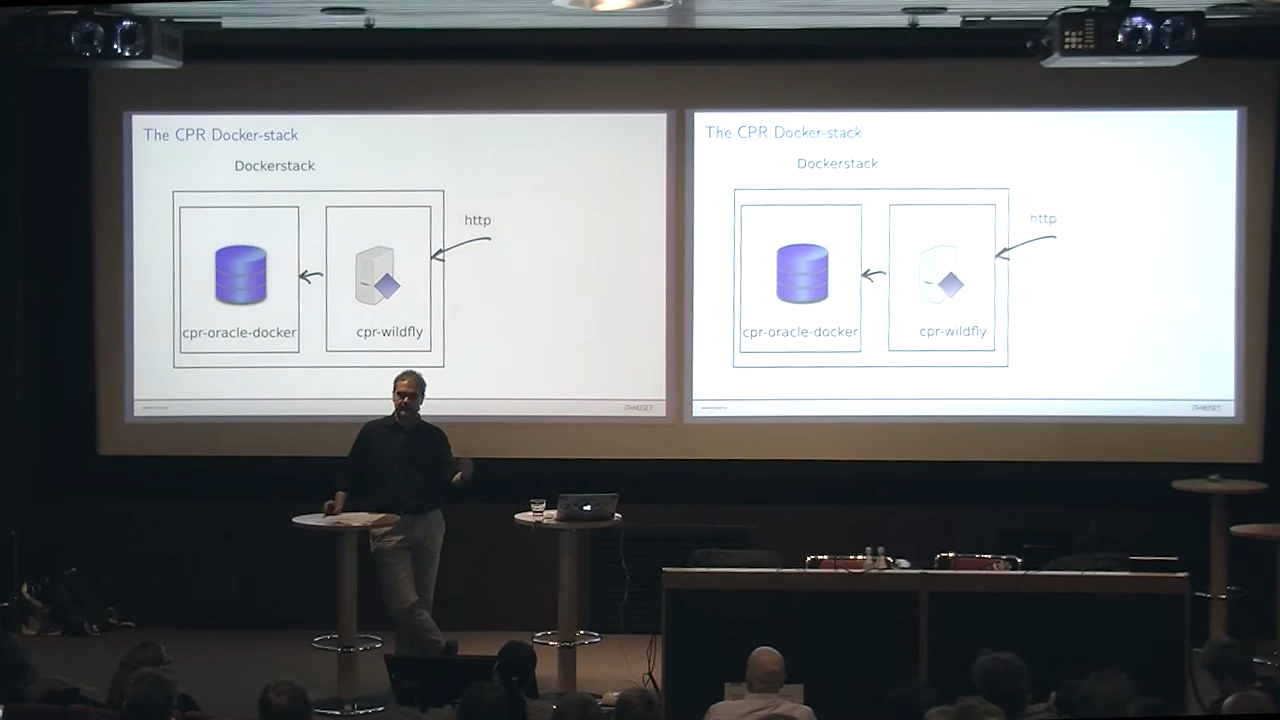 The CPR Docker-stack
Dockerstack
http
cpr-oracle-docker
cpr-wildfly
The CPR Docker-stack
Dockerstack
http
cpr-oracle-docker
cpr-wildfly